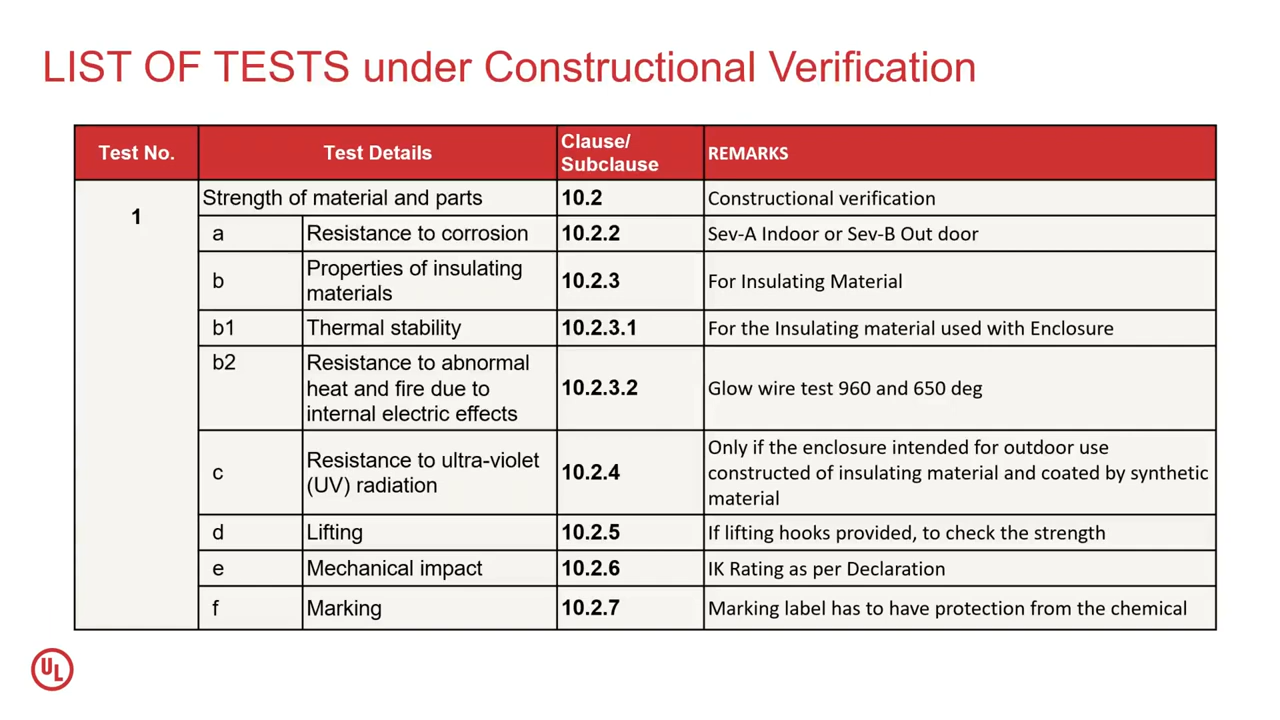 LIST OF TESTS under Constructional Verification
Test No.
Test Details
Clause/
Subclause
REMARKS
1
Strength of material and parts
10.2
Constructional verification
a
Resistance to corrosion
10.2.2
Sev-A Indoor or Sev-B Out door
b
Properties of insulating
materials
10.2.3
For Insulating Material
b1
Thermal stability
10.2.3.1
For the Insulating material used with Enclosure
b2
Resistance to abnormal
heat and fire due to
internal electric effects
10.2.3.2
Glow wire test 960 and 650 deg
c
Resistance to ultra-violet
(UV) radiation
10.2.4
Only if the enclosure intended for outdoor use
constructed of insulating material and coated by synthetic
material
d
Lifting
10.2.5
If lifting hooks provided, to check the strength
e
Mechanical impact
10.2.6
IK Rating as per Declaration
f
Marking
10.2.7
Marking label has to have protection from the chemical
UL